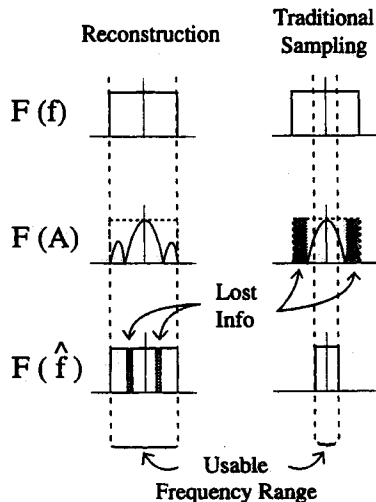 Reconstruction
Traditional
Sampling
F (f)
F (A)
Lost
Info
F ( f̂ )
Usable
Frequency Range